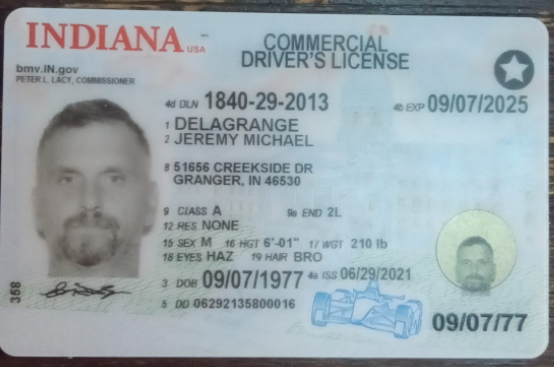 INDIANA USA
COMMERCIAL
DRIVER'S LICENSE
bmv.IN.gov
PETER L. LACY, COMMISSIONER
4d DLN 1840-29-2013 4b EXP 09/07/2025
1 DELAGRANGE
2 JEREMY MICHAEL
8 51656 CREEKSIDE DR
GRANGER, IN 46530
9 CLASS A 9a END 2L
12 RES NONE
15 SEX M 16 HGT 6'-01" 17 WGT 210 lb
18 EYES HAZ 19 HAIR BRO
3 DOB 09/07/1977 4a ISS 06/29/2021
5 DD 06292135800016
368
09/07/77